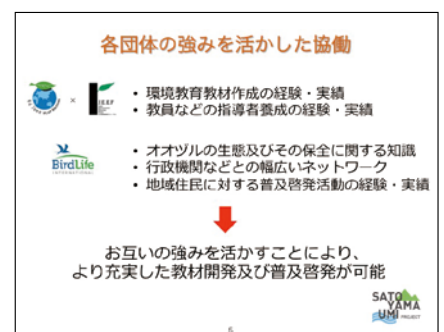 各団体の強みを活かした協働
×
JEEF
• 環境教育教材作成の経験・実績
• 教員などの指導者養成の経験・実績
BirdLife
INTERNATIONAL
• オオヅルの生態及びその保全に関する知識
• 行政機関などとの幅広いネットワーク
• 地域住民に対する普及啓発活動の経験・実績
お互いの強みを活かすことにより、
より充実した教材開発及び普及啓発が可能
SATO
YAMA
UMI PROJECT